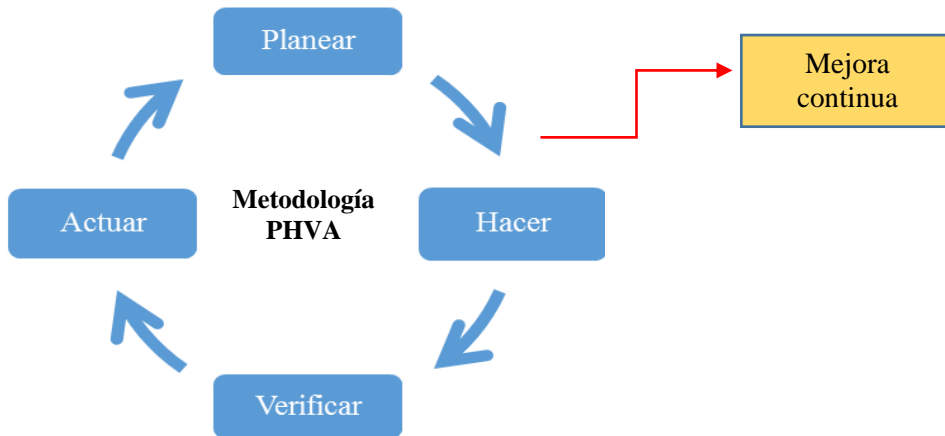 Planear
Mejora
continua
Metodología
PHVA
Actuar
Hacer
Verificar